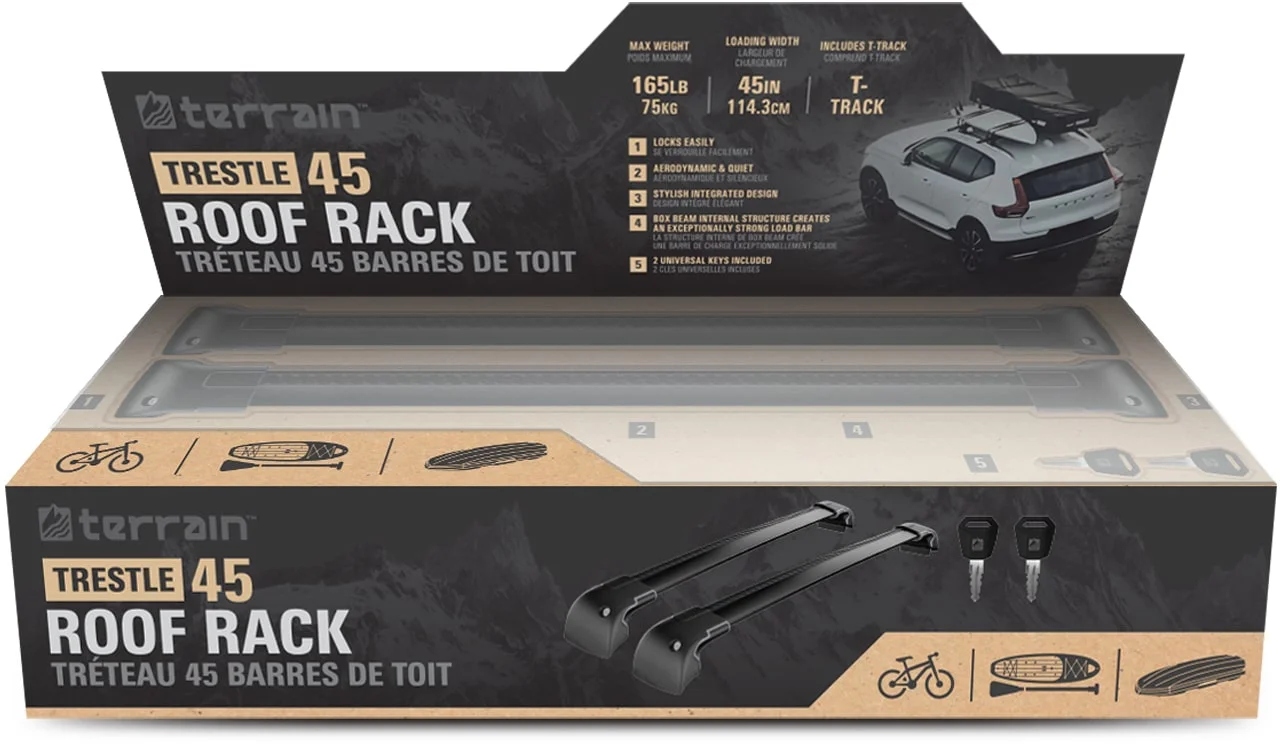 terrain™
TRESTLE 45
ROOF RACK
TRÉTEAU 45 BARRES DE TOIT
MAX WEIGHT
POIDS MAXIMUM
165LB
75KG
LOADING WIDTH
LARGEUR DE
CHARGEMENT
45IN
114.3CM
INCLUDES T-TRACK
COMPREND T-TRACK
T-
TRACK
1 LOCKS EASILY
SE VERROUILLE FACILEMENT
2 AERODYNAMIC & QUIET
AÉRODYNAMIQUE ET SILENCIEUX
3 STYLISH INTEGRATED DESIGN
DESIGN INTÉGRÉ ÉLÉGANT
4 BOX BEAM INTERNAL STRUCTURE CREATES
AN EXCEPTIONALLY STRONG LOAD BAR
LA STRUCTURE INTERNE DE BOX BEAM CRÉE
UNE BARRE DE CHARGE EXCEPTIONNELLEMENT SOLIDE
5 2 UNIVERSAL KEYS INCLUDED
2 CLÉS UNIVERSELLES INCLUSES
1
3
2
4
5
terrain™
TRESTLE 45
ROOF RACK
TRÉTEAU 45 BARRES DE TOIT